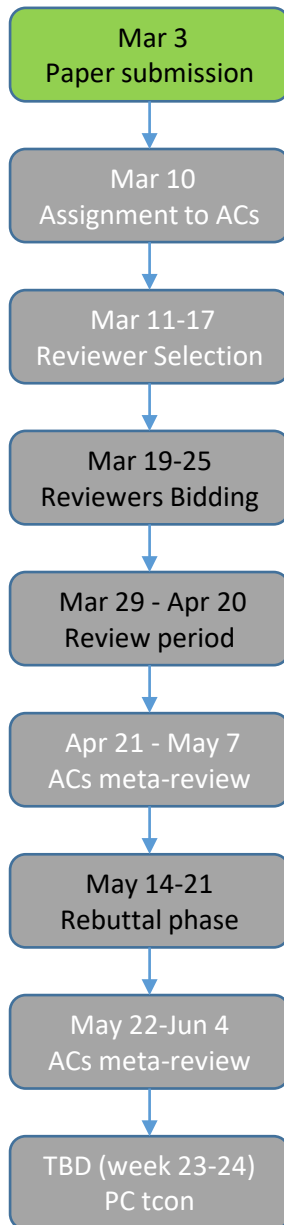 Mar 3
Paper submission
Mar 10
Assignment to ACs
Mar 11-17
Reviewer Selection
Mar 19-25
Reviewers Bidding
Mar 29 - Apr 20
Review period
Apr 21 - May 7
ACs meta-review
May 14-21
Rebuttal phase
May 22-Jun 4
ACs meta-review
TBD (week 23-24)
PC tcon